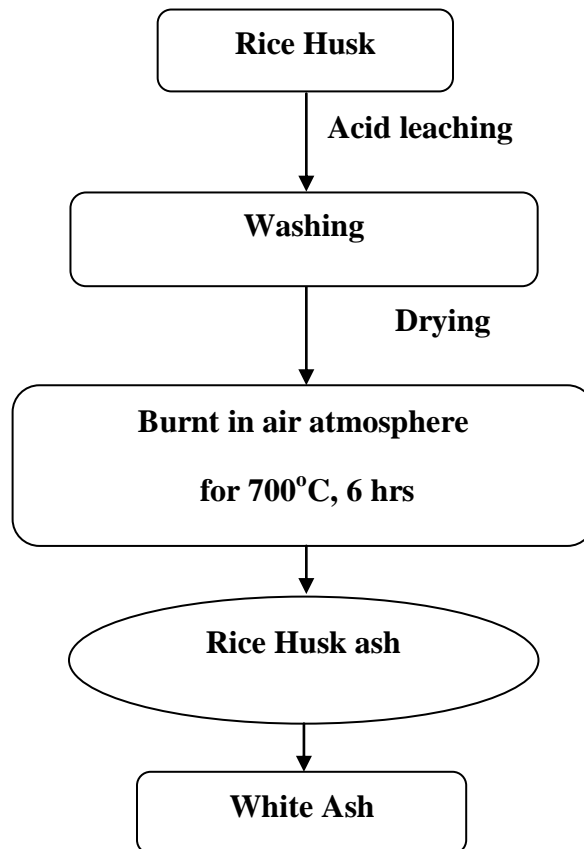 Rice Husk
Acid leaching
Washing
Drying
Burnt in air atmosphere
for 700°C, 6 hrs
Rice Husk ash
White Ash